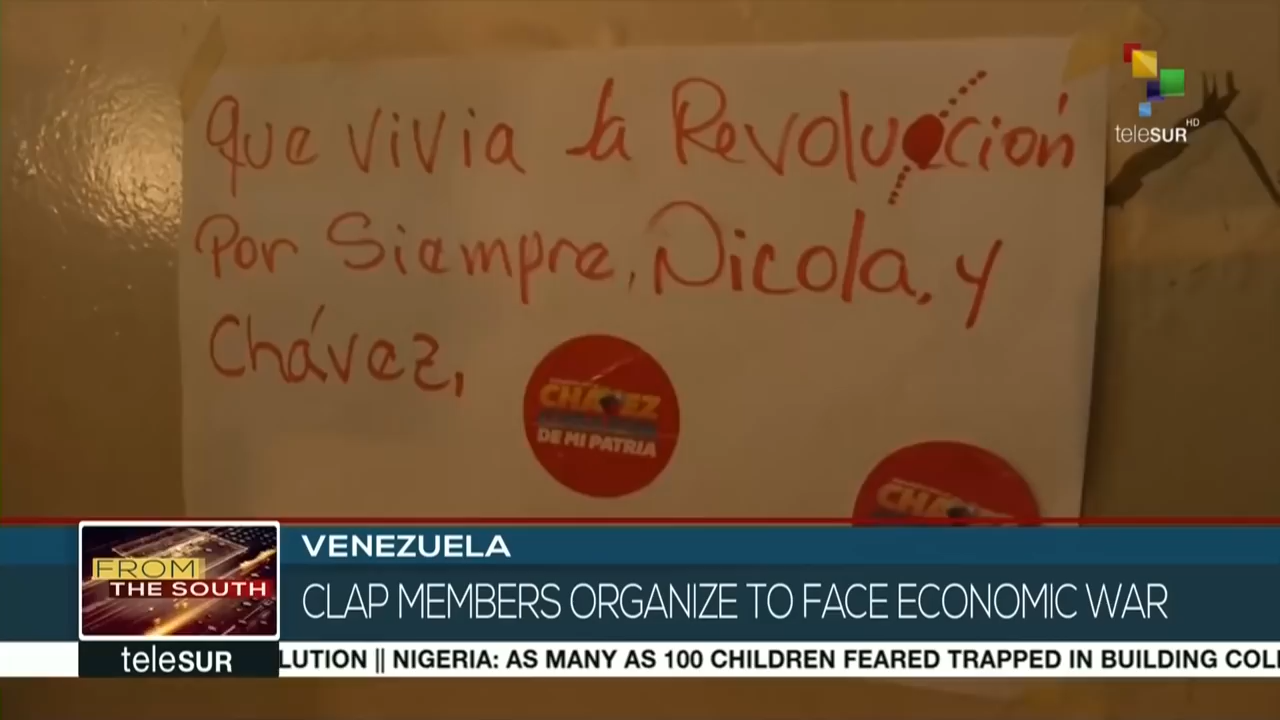 que vivia la Revolución
Por Siempre, Nicola, y
Chávez,
CHÁVEZ
DE MI PATRIA
CHÁ
teleSUR HD
FROM
THE SOUTH
VENEZUELA
CLAP MEMBERS ORGANIZE TO FACE ECONOMIC WAR
teleSUR
LUTION || NIGERIA: AS MANY AS 100 CHILDREN FEARED TRAPPED IN BUILDING COL